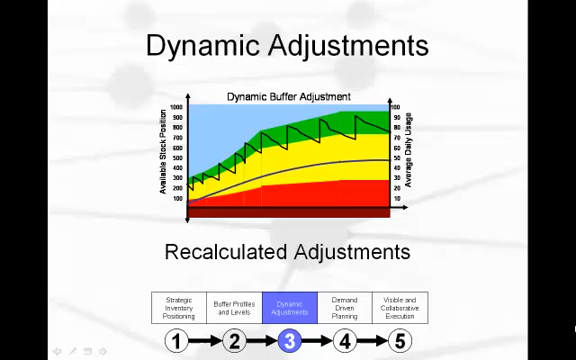 Dynamic Adjustments
Dynamic Buffer Adjustment
Available Stock Position
1000
900
800
700
600
500
400
300
200
100
100
90
80
70
60
50
40
30
20
10
Average Daily Usage
Recalculated Adjustments
Strategic
Inventory
Positioning
Buffer Profiles
and Levels
Dynamic
Adjustments
Demand
Driven
Planning
Visible and
Collaborative
Execution
1
2
3
4
5